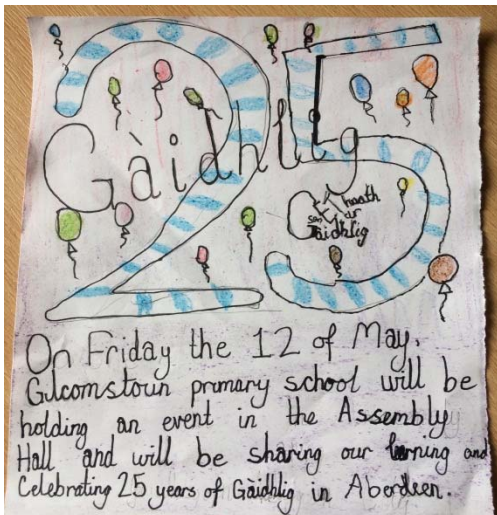 25
Gàidhlig
Gàidhlig
On Friday the 12 of May.
Gilcomstoun primary school will be
holding an event in the Assembly
Hall and will be sharing our lerning and
Celebrating 25 years of Gàidhlig in Aberdeen.